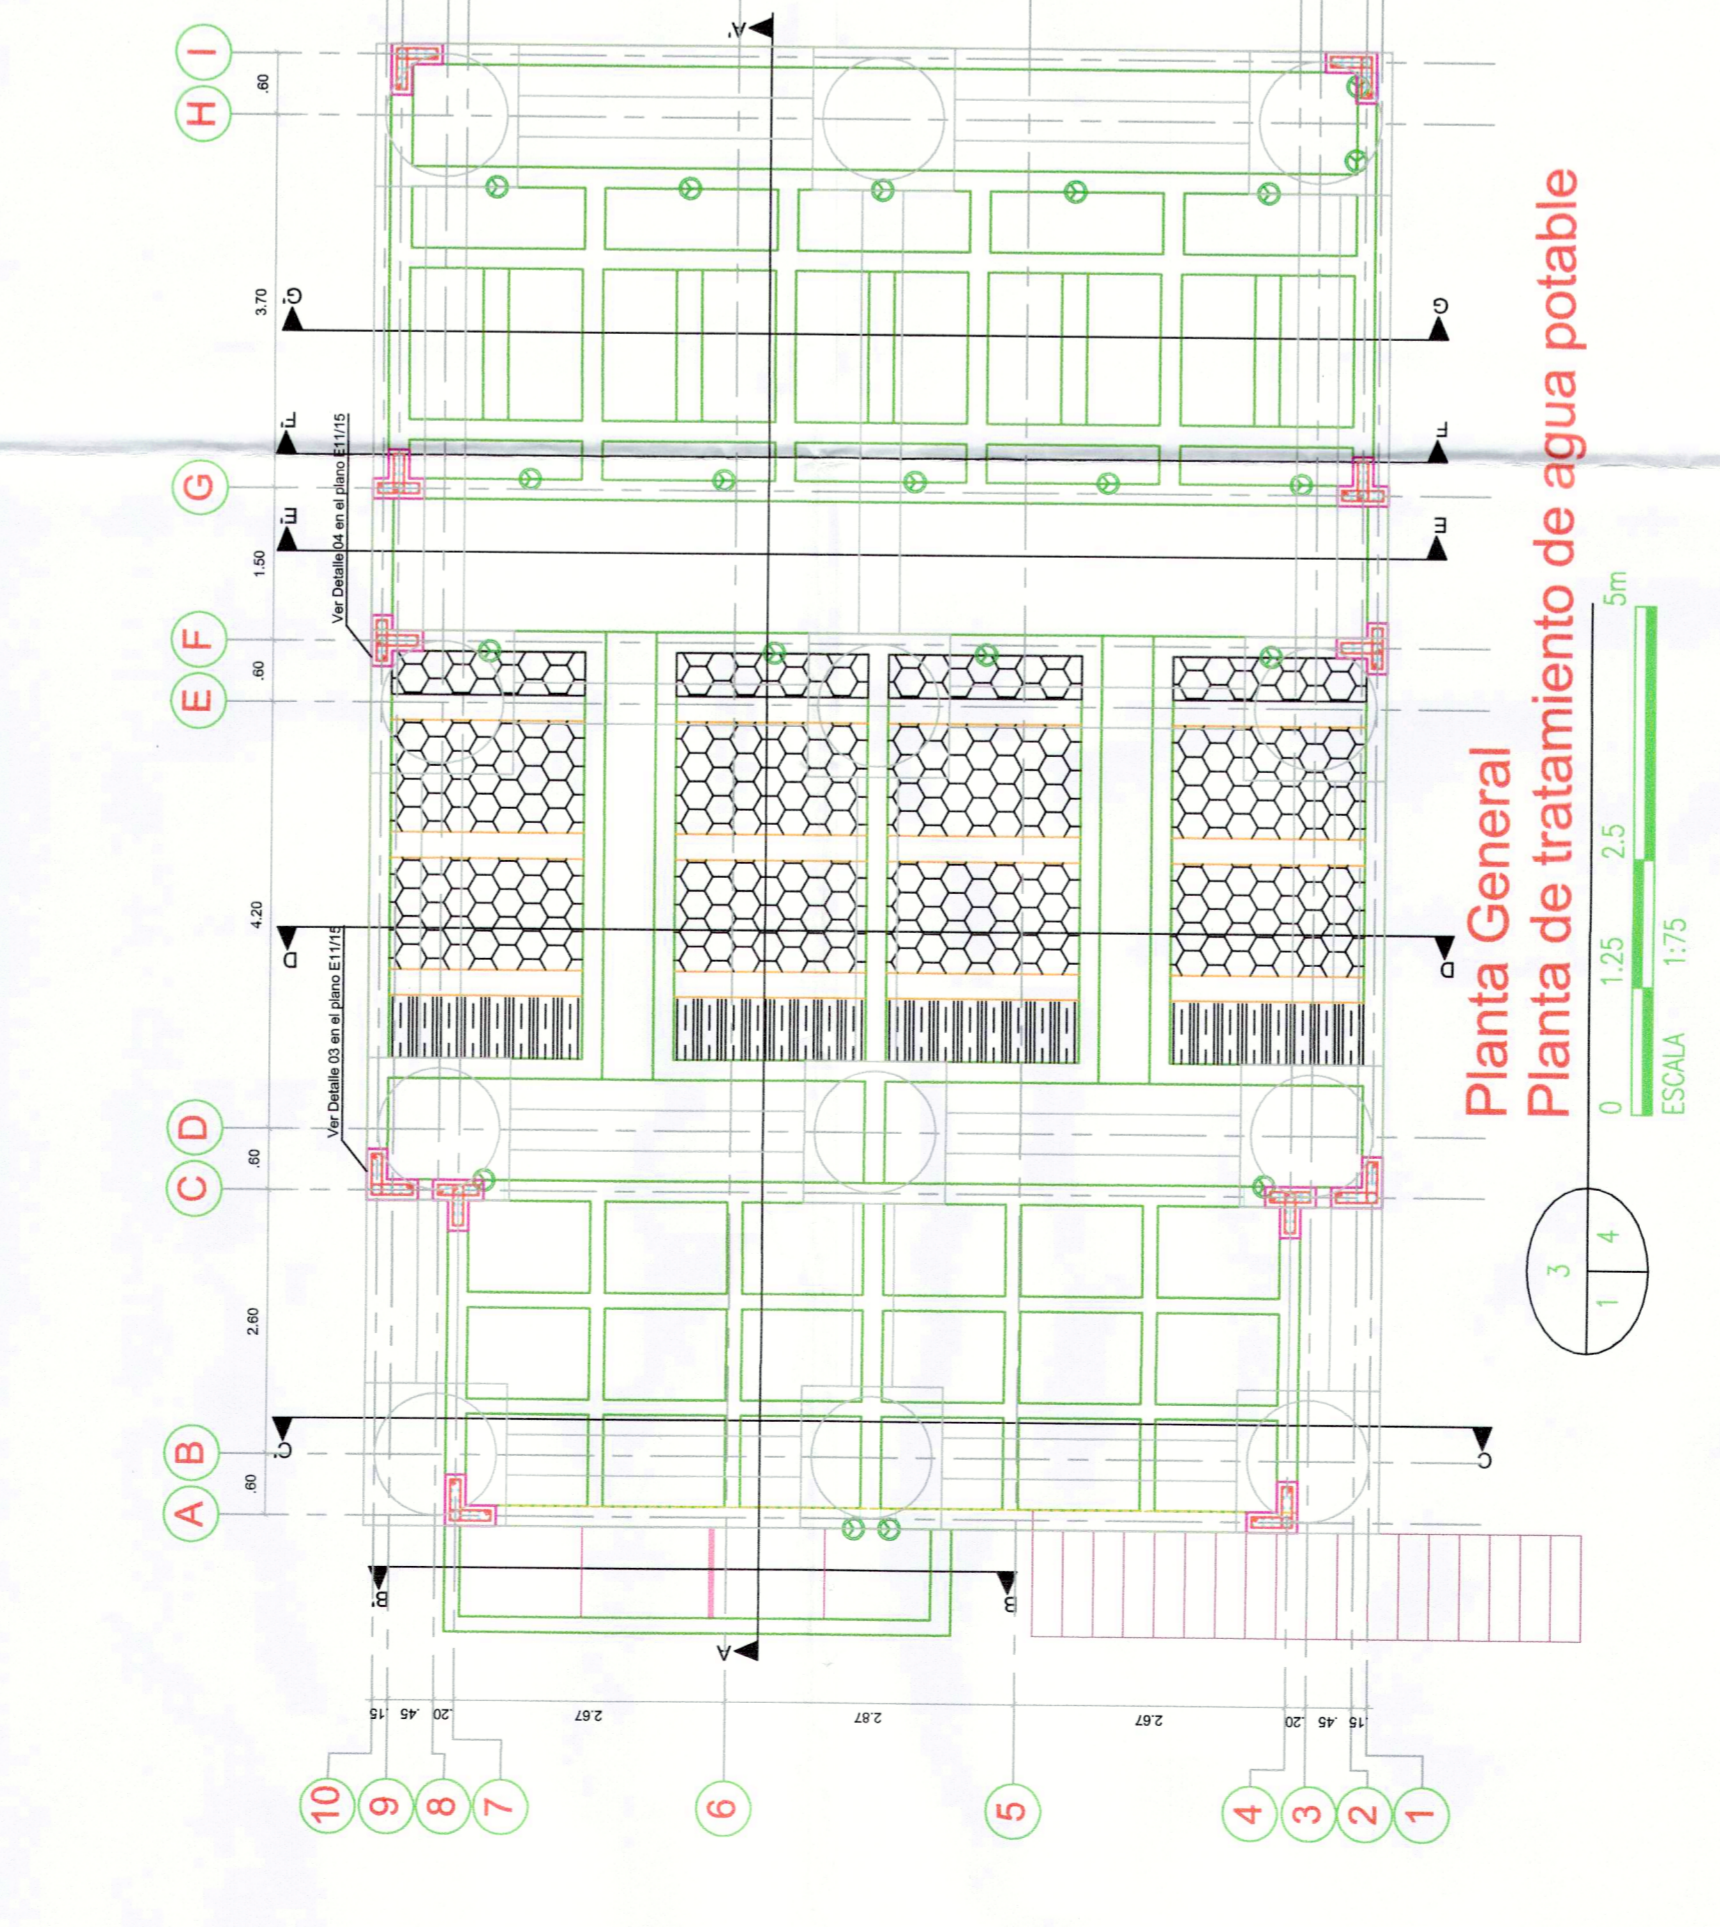 I
H
G
F
E
D
C
B
A
.60
3.70
1.50
.60
4.20
.60
2.60
.60
A'
G'
G
F'
F
E'
E
Ver Detalle 04 en el plano E11/15
D
D
Ver Detalle 03 en el plano E11/15
C'
C
B'
B
A
.15
.45
.20
2.67
2.87
2.67
.20
.45
.15
10
9
8
7
6
5
4
3
2
1
Planta General
Planta de tratamiento de agua potable
3
1 4
0 1.25 2.5 5m
ESCALA 1:75